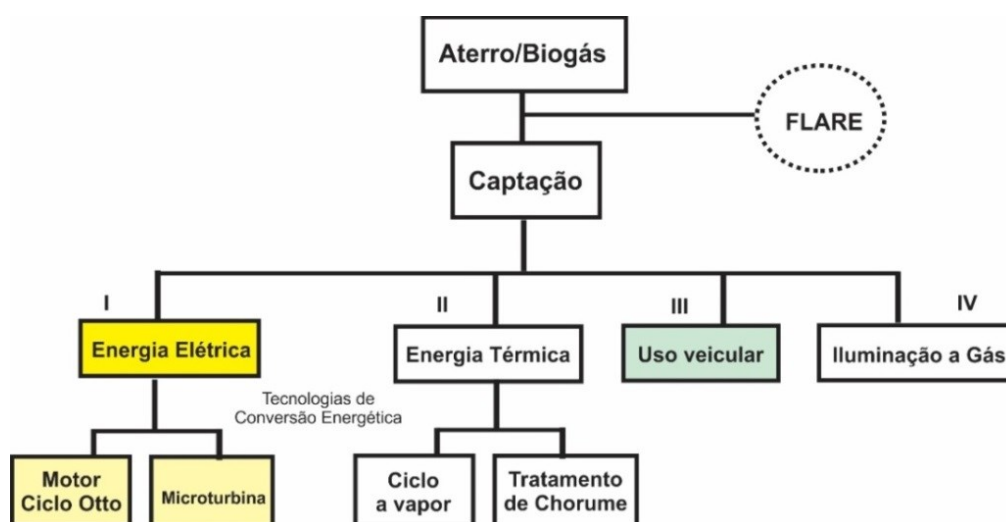 Aterro/Biogás
FLARE
Captação
I
II
III
IV
Energia Elétrica
Energia Térmica
Uso veicular
Iluminação a Gás
Tecnologias de
Conversão Energética
Motor
Ciclo Otto
Microturbina
Ciclo
a vapor
Tratamento
de Chorume